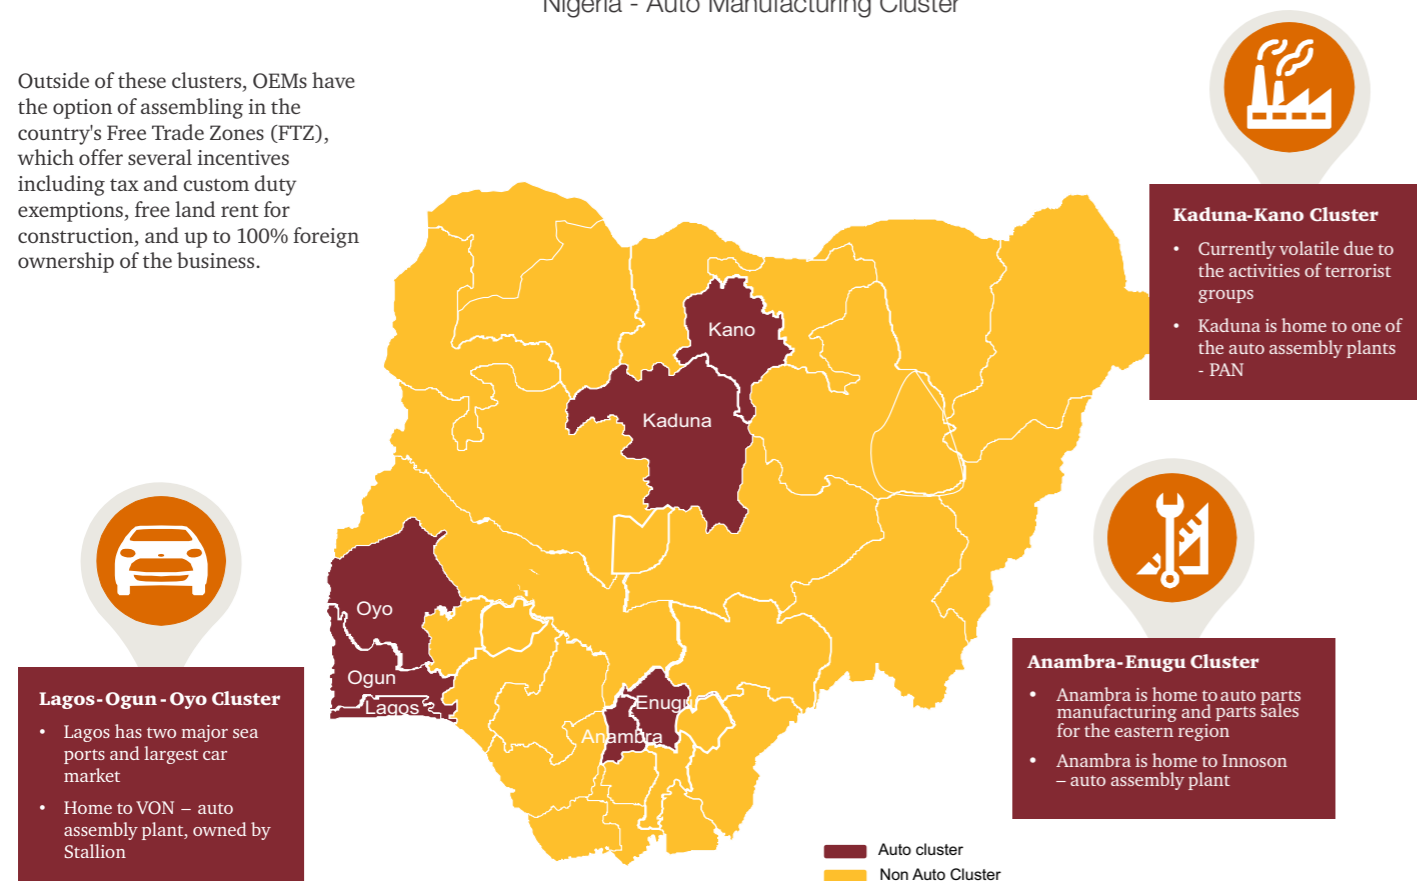 Nigeria - Auto Manufacturing Cluster
Outside of these clusters, OEMs have
the option of assembling in the
country's Free Trade Zones (FTZ),
which offer several incentives
including tax and custom duty
exemptions, free land rent for
construction, and up to 100% foreign
ownership of the business.
Kaduna-Kano Cluster
• Currently volatile due to
the activities of terrorist
groups
• Kaduna is home to one of
the auto assembly plants
- PAN
Kano
Kaduna
Oyo
Ogun
Lagos
Enugu
Anambra
Lagos-Ogun-Oyo Cluster
• Lagos has two major sea
ports and largest car
market
• Home to VON – auto
assembly plant, owned by
Stallion
Anambra-Enugu Cluster
• Anambra is home to auto parts
manufacturing and parts sales
for the eastern region
• Anambra is home to Innoson
– auto assembly plant
Auto cluster
Non Auto Cluster